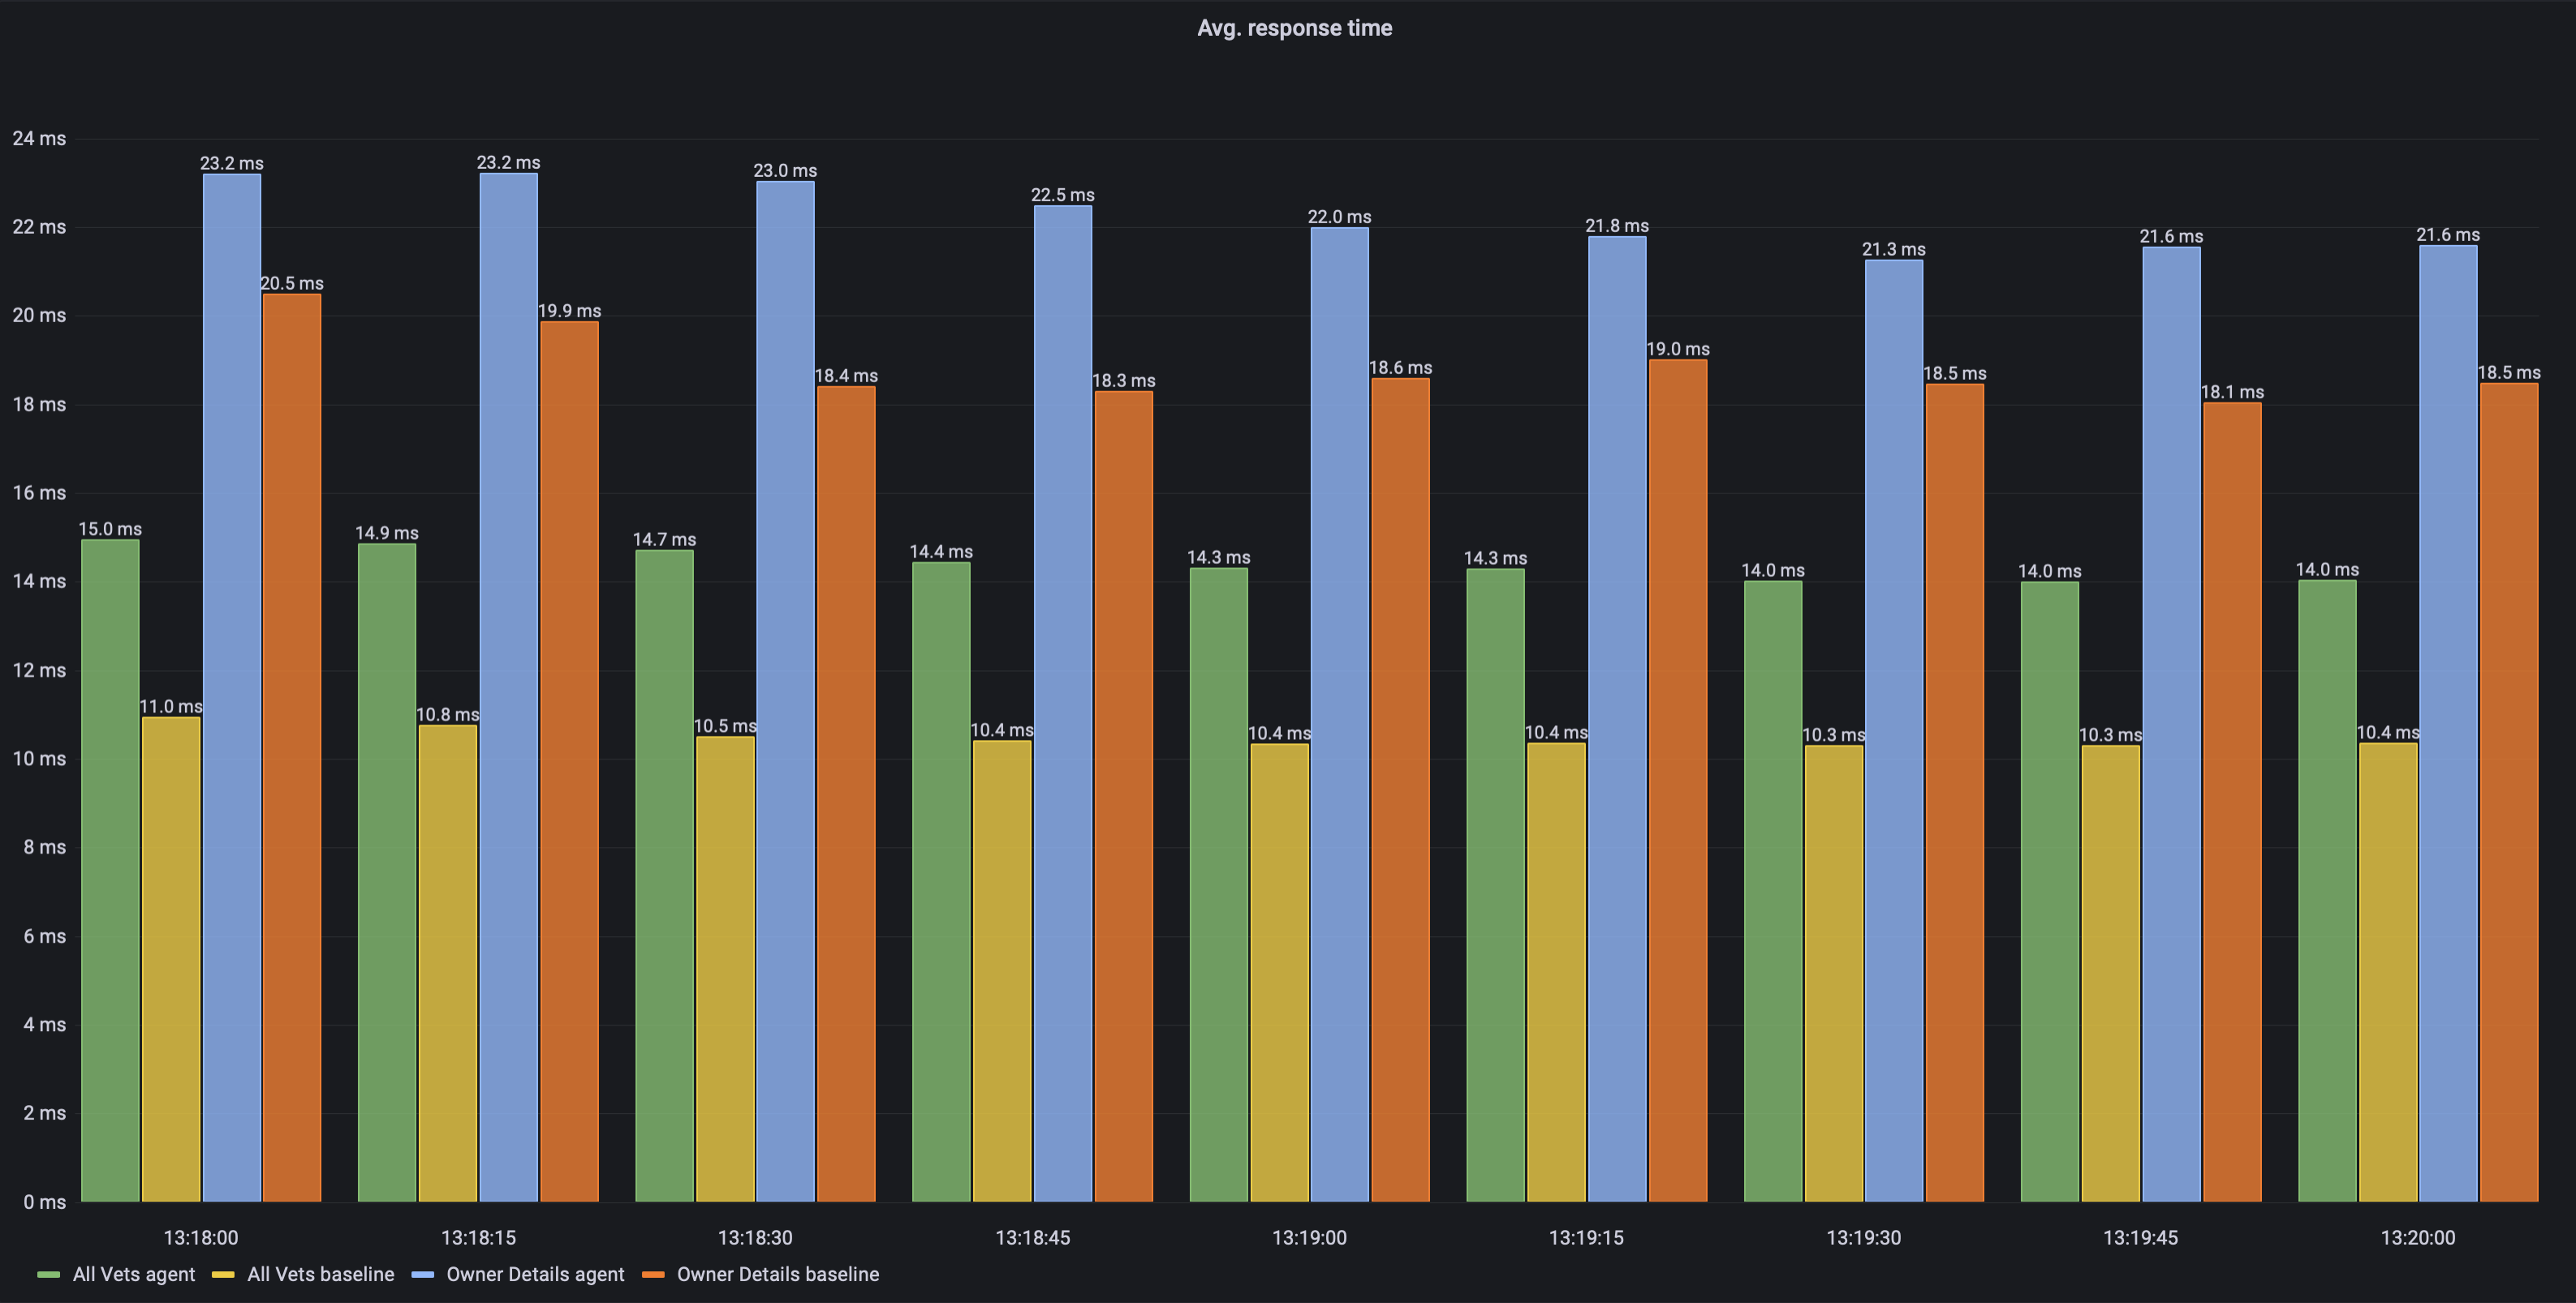 Avg. response time
24 ms
22 ms
20 ms
18 ms
16 ms
14 ms
12 ms
10 ms
8 ms
6 ms
4 ms
2 ms
0 ms
15.0 ms
11.0 ms
23.2 ms
20.5 ms
14.9 ms
10.8 ms
23.2 ms
19.9 ms
14.7 ms
10.5 ms
23.0 ms
18.4 ms
14.4 ms
10.4 ms
22.5 ms
18.3 ms
14.3 ms
10.4 ms
22.0 ms
18.6 ms
14.3 ms
10.4 ms
21.8 ms
19.0 ms
14.0 ms
10.3 ms
21.3 ms
18.5 ms
14.0 ms
10.3 ms
21.6 ms
18.1 ms
14.0 ms
10.4 ms
21.6 ms
18.5 ms
13:18:00 13:18:15 13:18:30 13:18:45 13:19:00 13:19:15 13:19:30 13:19:45 13:20:00
All Vets agent All Vets baseline Owner Details agent Owner Details baseline